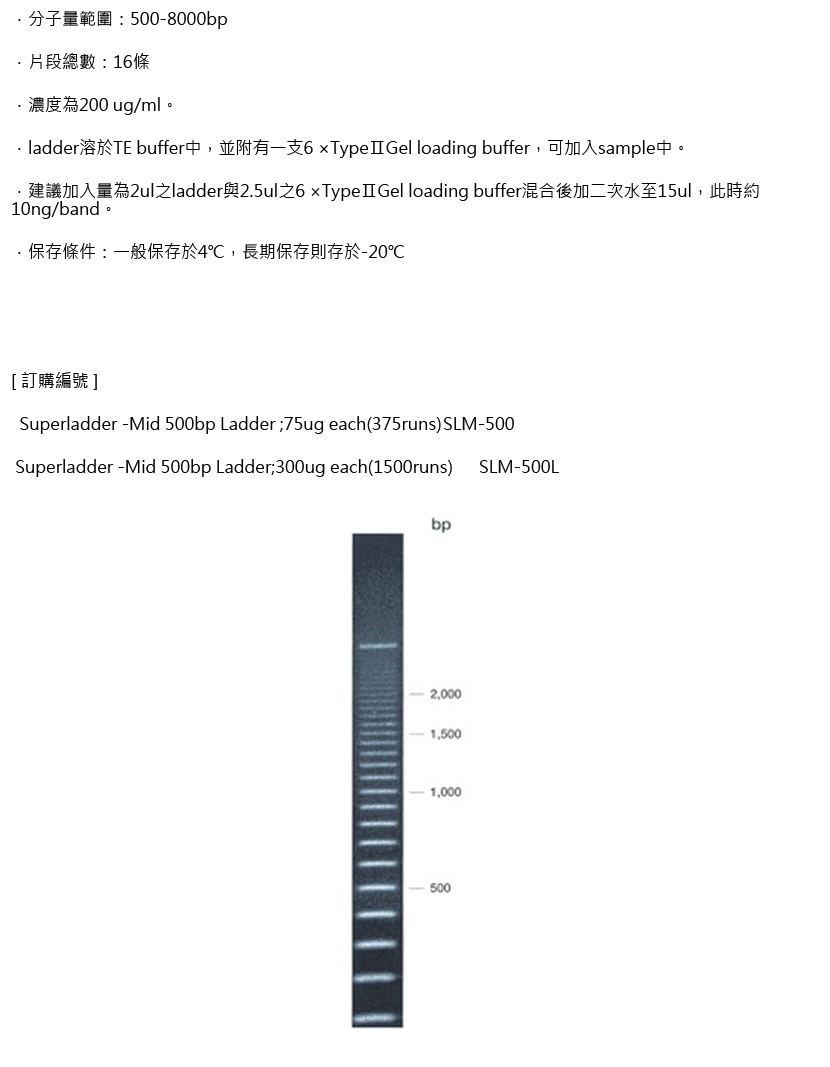 ．分子量範圍：500-8000bp
．片段總數：16條
．濃度為200 ug/ml。
．ladder溶於TE buffer中，並附有一支6 ×TypeⅡGel loading buffer，可加入sample中。
．建議加入量為2ul之ladder與2.5ul之6 ×TypeⅡGel loading buffer混合後加二次水至15ul，此時約
10ng/band。
．保存條件：一般保存於4℃，長期保存則存於-20℃
[ 訂購編號 ]
Superladder -Mid 500bp Ladder ;75ug each(375runs)SLM-500
Superladder -Mid 500bp Ladder;300ug each(1500runs) SLM-500L
bp
2,000
1,500
1,000
500